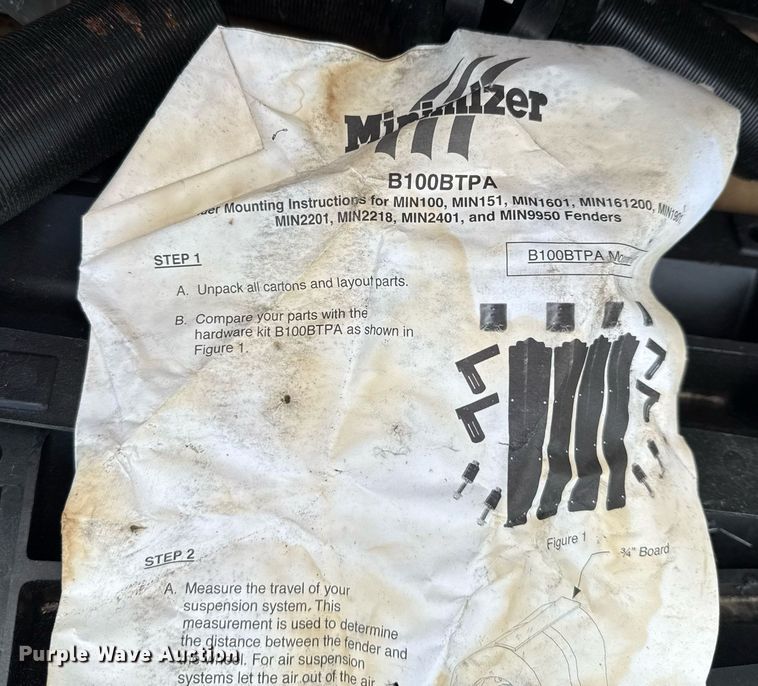 Minimizer
B100BTPA
Mounting Instructions for MIN100, MIN151, MIN1601, MIN161200,
MIN2201, MIN2218, MIN2401, and MIN9950 Fenders
STEP 1
B100BTPA
A. Unpack all cartons and layout parts.
B. Compare your parts with the
hardware kit B100BTPA as shown in
Figure 1.
Figure 1
¾" Board
STEP 2
A. Measure the travel of your
suspension system. This
measurement is used to determine
the distance between the fender and
wheel. For air suspension
systems let the air out of the air
Purple Wave Auction